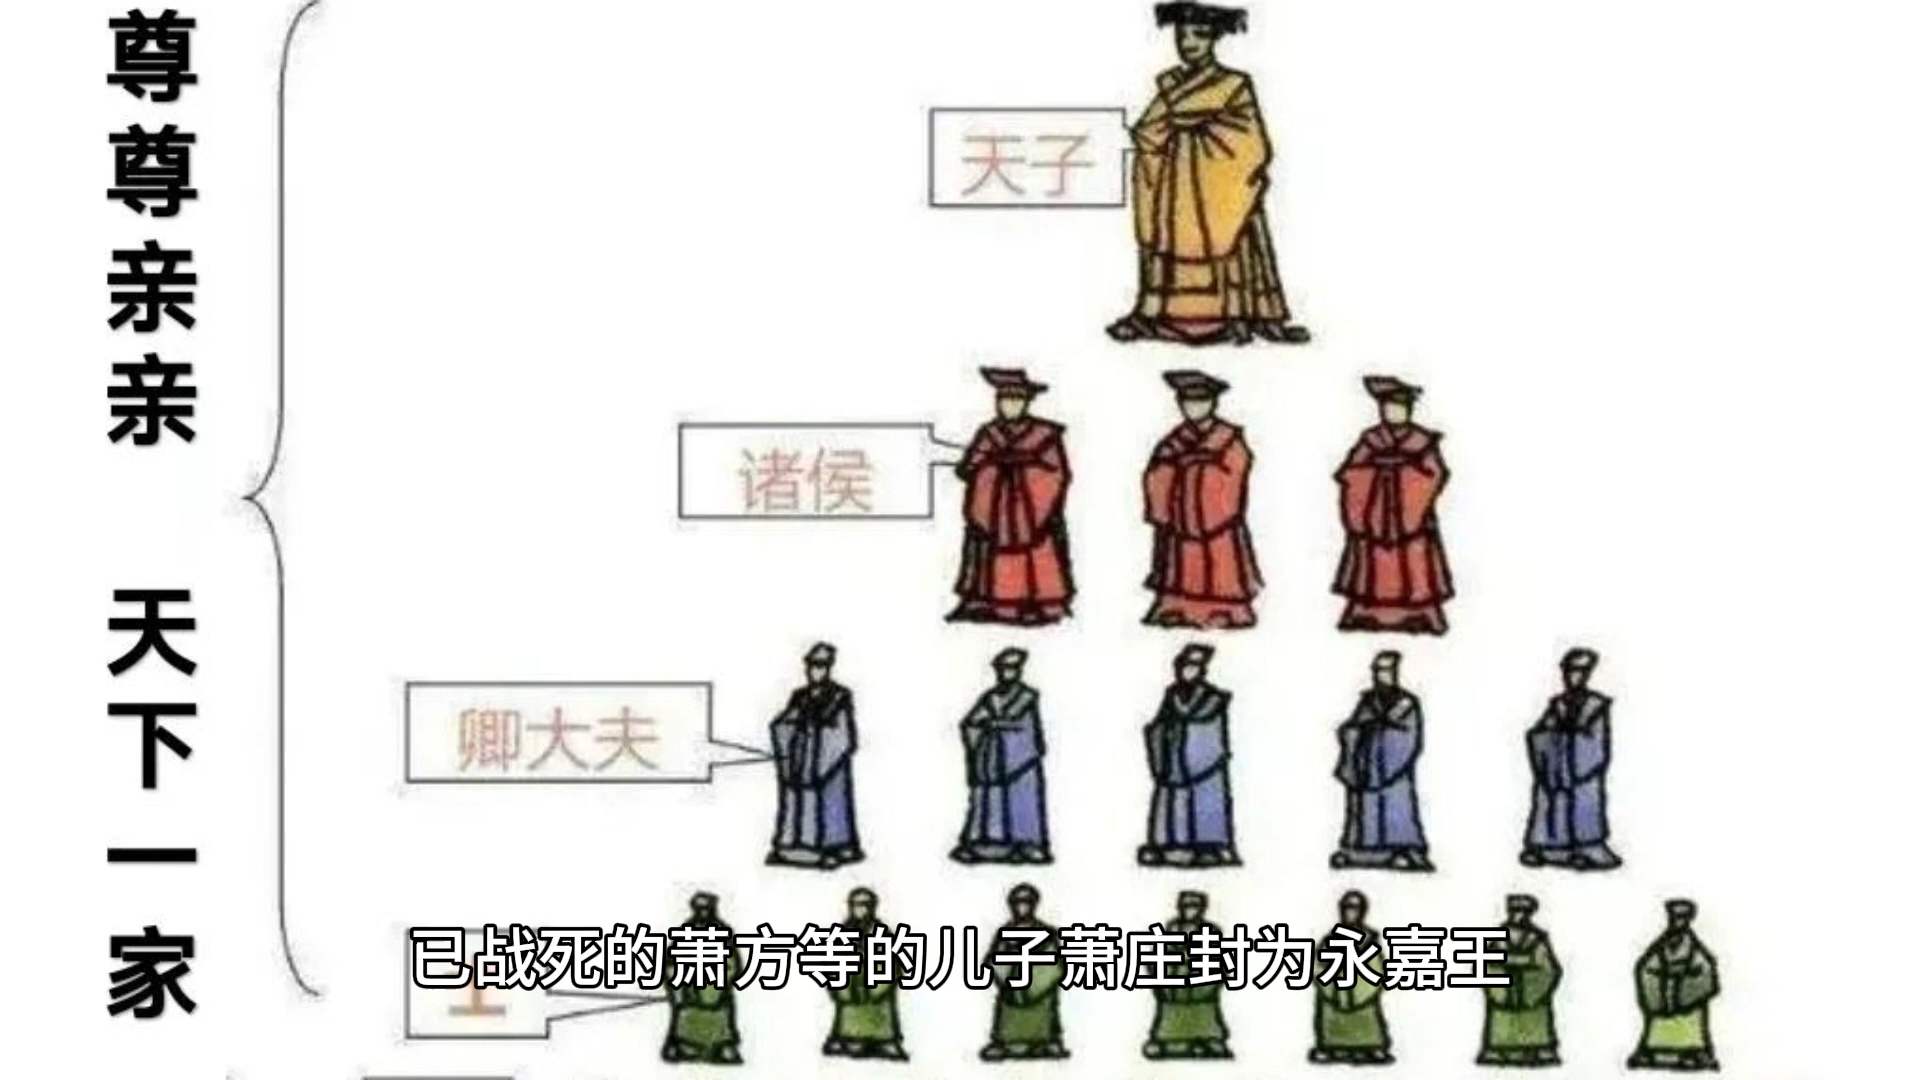 尊尊亲亲 天下一家
天子
诸侯
卿大夫
已战死的萧方等的儿子萧庄封为永嘉王